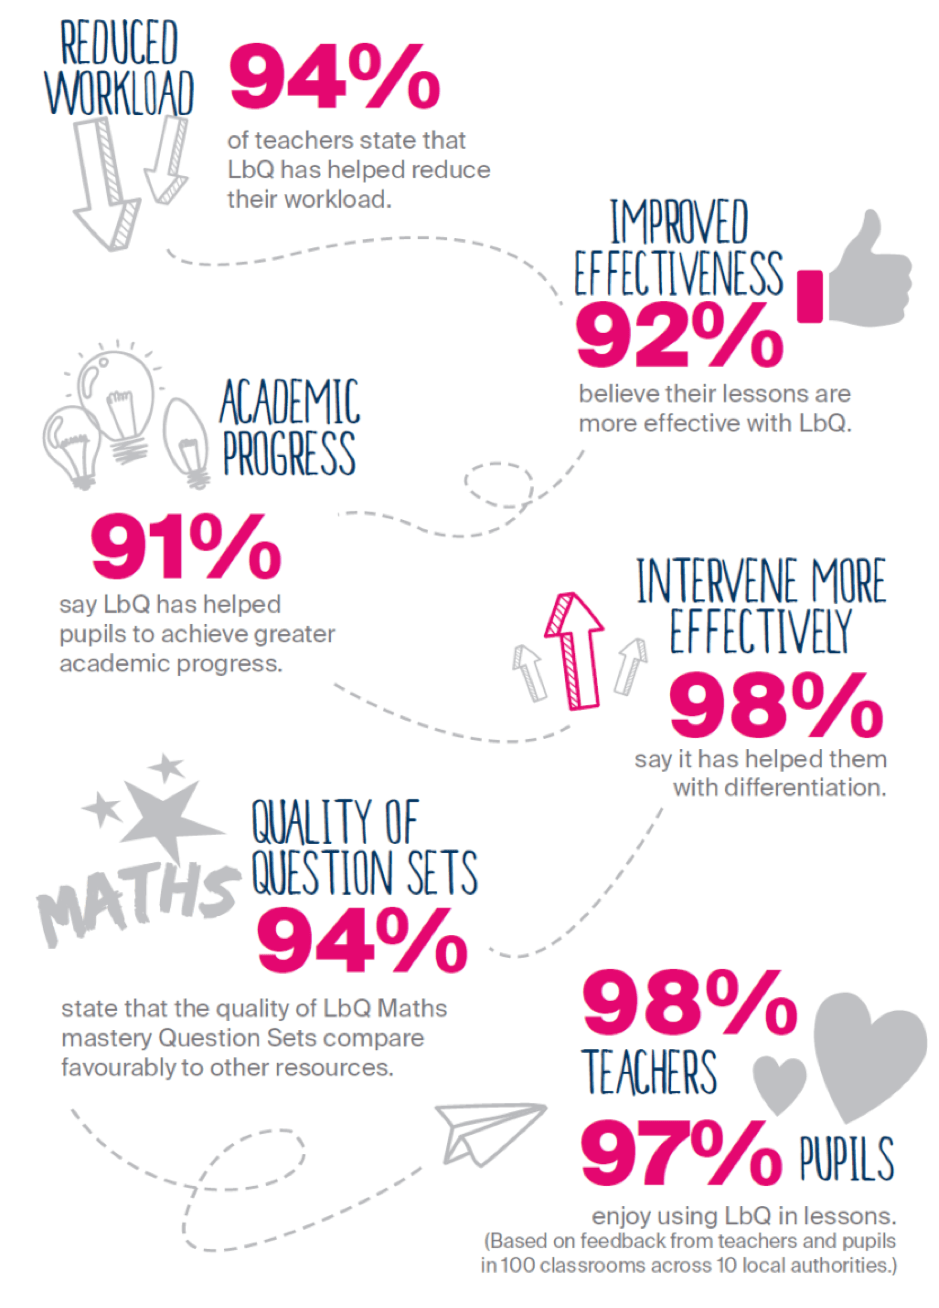 REDUCED
WORKLOAD
94%
of teachers state that
LbQ has helped reduce
their workload.
IMPROVED
EFFECTIVENESS
92%
believe their lessons are
more effective with LbQ.
ACADEMIC
PROGRESS
91%
say LbQ has helped
pupils to achieve greater
academic progress.
INTERVENE MORE
EFFECTIVELY
98%
say it has helped them
with differentiation.
MATHS
QUALITY OF
QUESTION SETS
94%
state that the quality of LbQ Maths
mastery Question Sets compare
favourably to other resources.
98%
TEACHERS
97% PUPILS
enjoy using LbQ in lessons.
(Based on feedback from teachers and pupils
in 100 classrooms across 10 local authorities.)